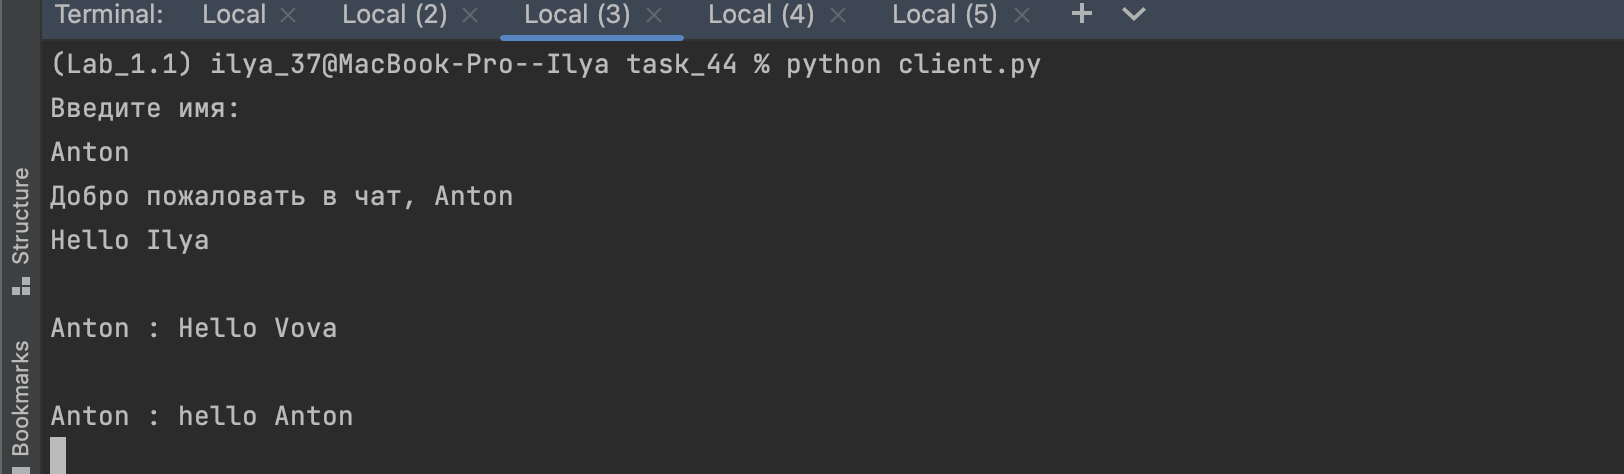 Terminal: Local × Local (2) × Local (3) × Local (4) × Local (5) × +
(Lab_1.1) ilya_37@MacBook-Pro--Ilya task_44 % python client.py
Введите имя:
Anton
Добро пожаловать в чат, Anton
Hello Ilya
Anton : Hello Vova
Anton : hello Anton
Structure
Bookmarks